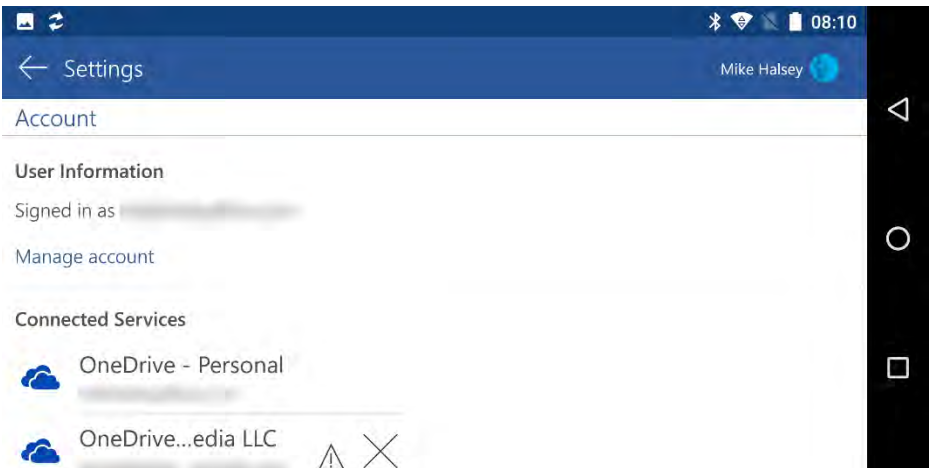 08:10
Settings
Mike Halsey
Account
User Information
Signed in as
Manage account
Connected Services
OneDrive - Personal
OneDrive...edia LLC